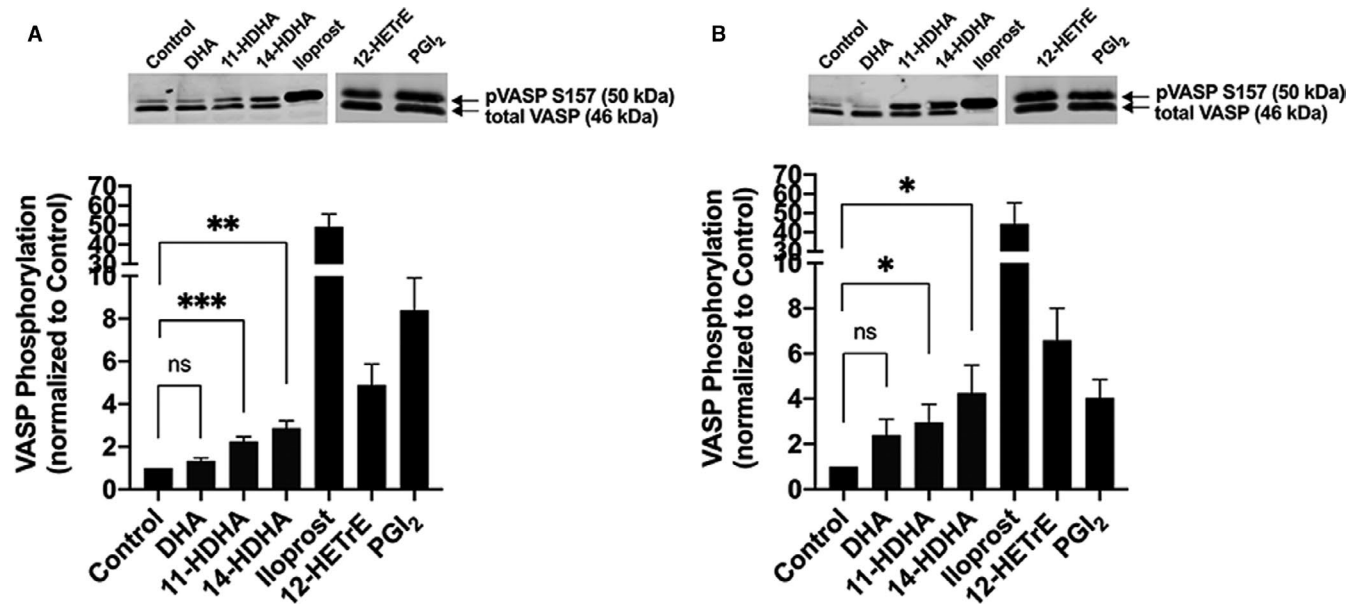 A
Control
DHA
11-HDHA
14-HDHA
Iloprost
12-HETrE
PGI₂
pVASP S157 (50 kDa)
total VASP (46 kDa)
VASP Phosphorylation
(normalized to Control)
70
60
50
40
30
10
8
6
4
2
0
**
***
ns
Control
DHA
11-HDHA
14-HDHA
Iloprost
12-HETrE
PGI₂
B
Control
DHA
11-HDHA
14-HDHA
Iloprost
12-HETrE
PGI₂
pVASP S157 (50 kDa)
total VASP (46 kDa)
VASP Phosphorylation
(normalized to Control)
70
60
50
40
30
10
8
6
4
2
0
*
*
ns
Control
DHA
11-HDHA
14-HDHA
Iloprost
12-HETrE
PGI₂